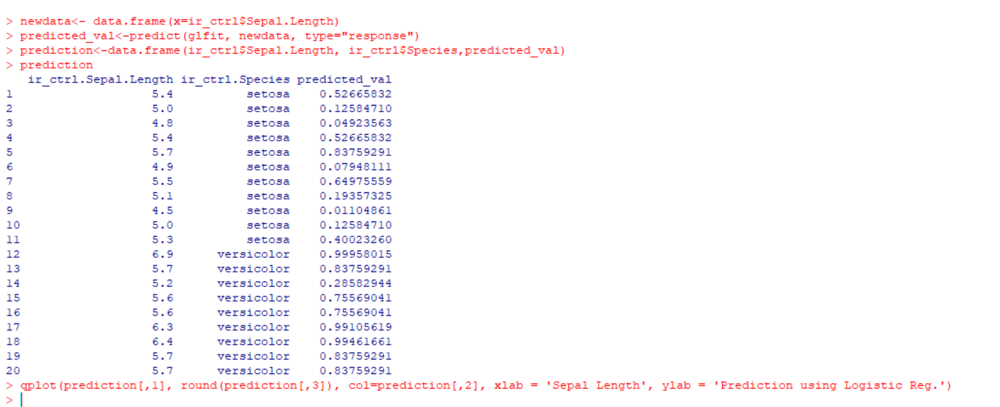 > newdata<- data.frame(x=ir_ctrl$Sepal.Length)
> predicted_val<-predict(glfit, newdata, type="response")
> prediction<-data.frame(ir_ctrl$Sepal.Length, ir_ctrl$Species,predicted_val)
> prediction
   ir_ctrl.Sepal.Length ir_ctrl.Species predicted_val
1                   5.4          setosa    0.52665832
2                   5.0          setosa    0.12584710
3                   4.8          setosa    0.04923563
4                   5.4          setosa    0.52665832
5                   5.7          setosa    0.83759291
6                   4.9          setosa    0.07948111
7                   5.5          setosa    0.64975559
8                   5.1          setosa    0.19357325
9                   4.5          setosa    0.01104861
10                  5.0          setosa    0.12584710
11                  5.3          setosa    0.40023260
12                  6.9      versicolor    0.99958015
13                  5.7      versicolor    0.83759291
14                  5.2      versicolor    0.28582944
15                  5.6      versicolor    0.75569041
16                  5.6      versicolor    0.75569041
17                  6.3      versicolor    0.99105619
18                  6.4      versicolor    0.99461661
19                  5.7      versicolor    0.83759291
20                  5.7      versicolor    0.83759291
> qplot(prediction[,1], round(prediction[,3]), col=prediction[,2], xlab = 'Sepal Length', ylab = 'Prediction using Logistic Reg.')
>